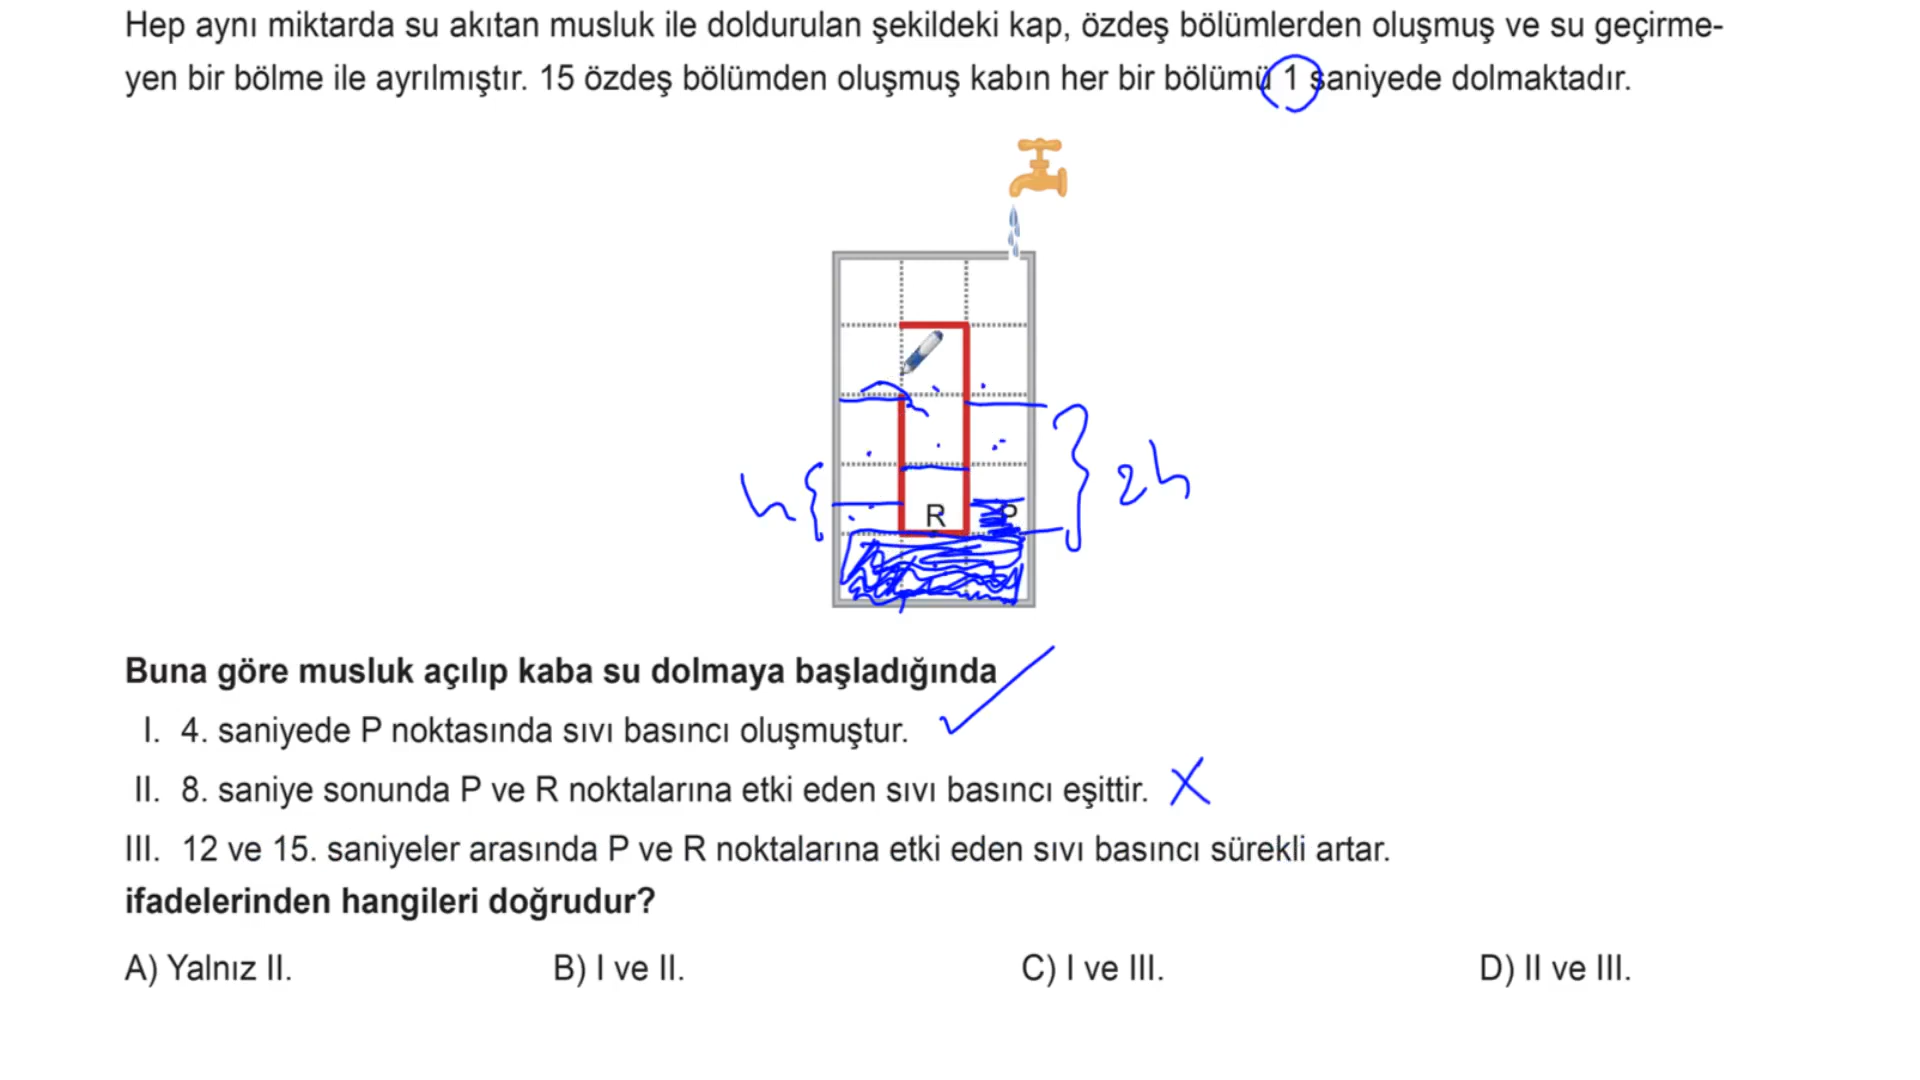 Hep aynı miktarda su akıtan musluk ile doldurulan şekildeki kap, özdeş bölümlerden oluşmuş ve su geçirme-
yen bir bölme ile ayrılmıştır. 15 özdeş bölümden oluşmuş kabın her bir bölümü 1 saniyede dolmaktadır.
h
2h
R
P
Buna göre musluk açılıp kaba su dolmaya başladığında
I. 4. saniyede P noktasında sıvı basıncı oluşmuştur.
II. 8. saniye sonunda P ve R noktalarına etki eden sıvı basıncı eşittir.
III. 12 ve 15. saniyeler arasında P ve R noktalarına etki eden sıvı basıncı sürekli artar.
ifadelerinden hangileri doğrudur?
A) Yalnız II.
B) I ve II.
C) I ve III.
D) II ve III.